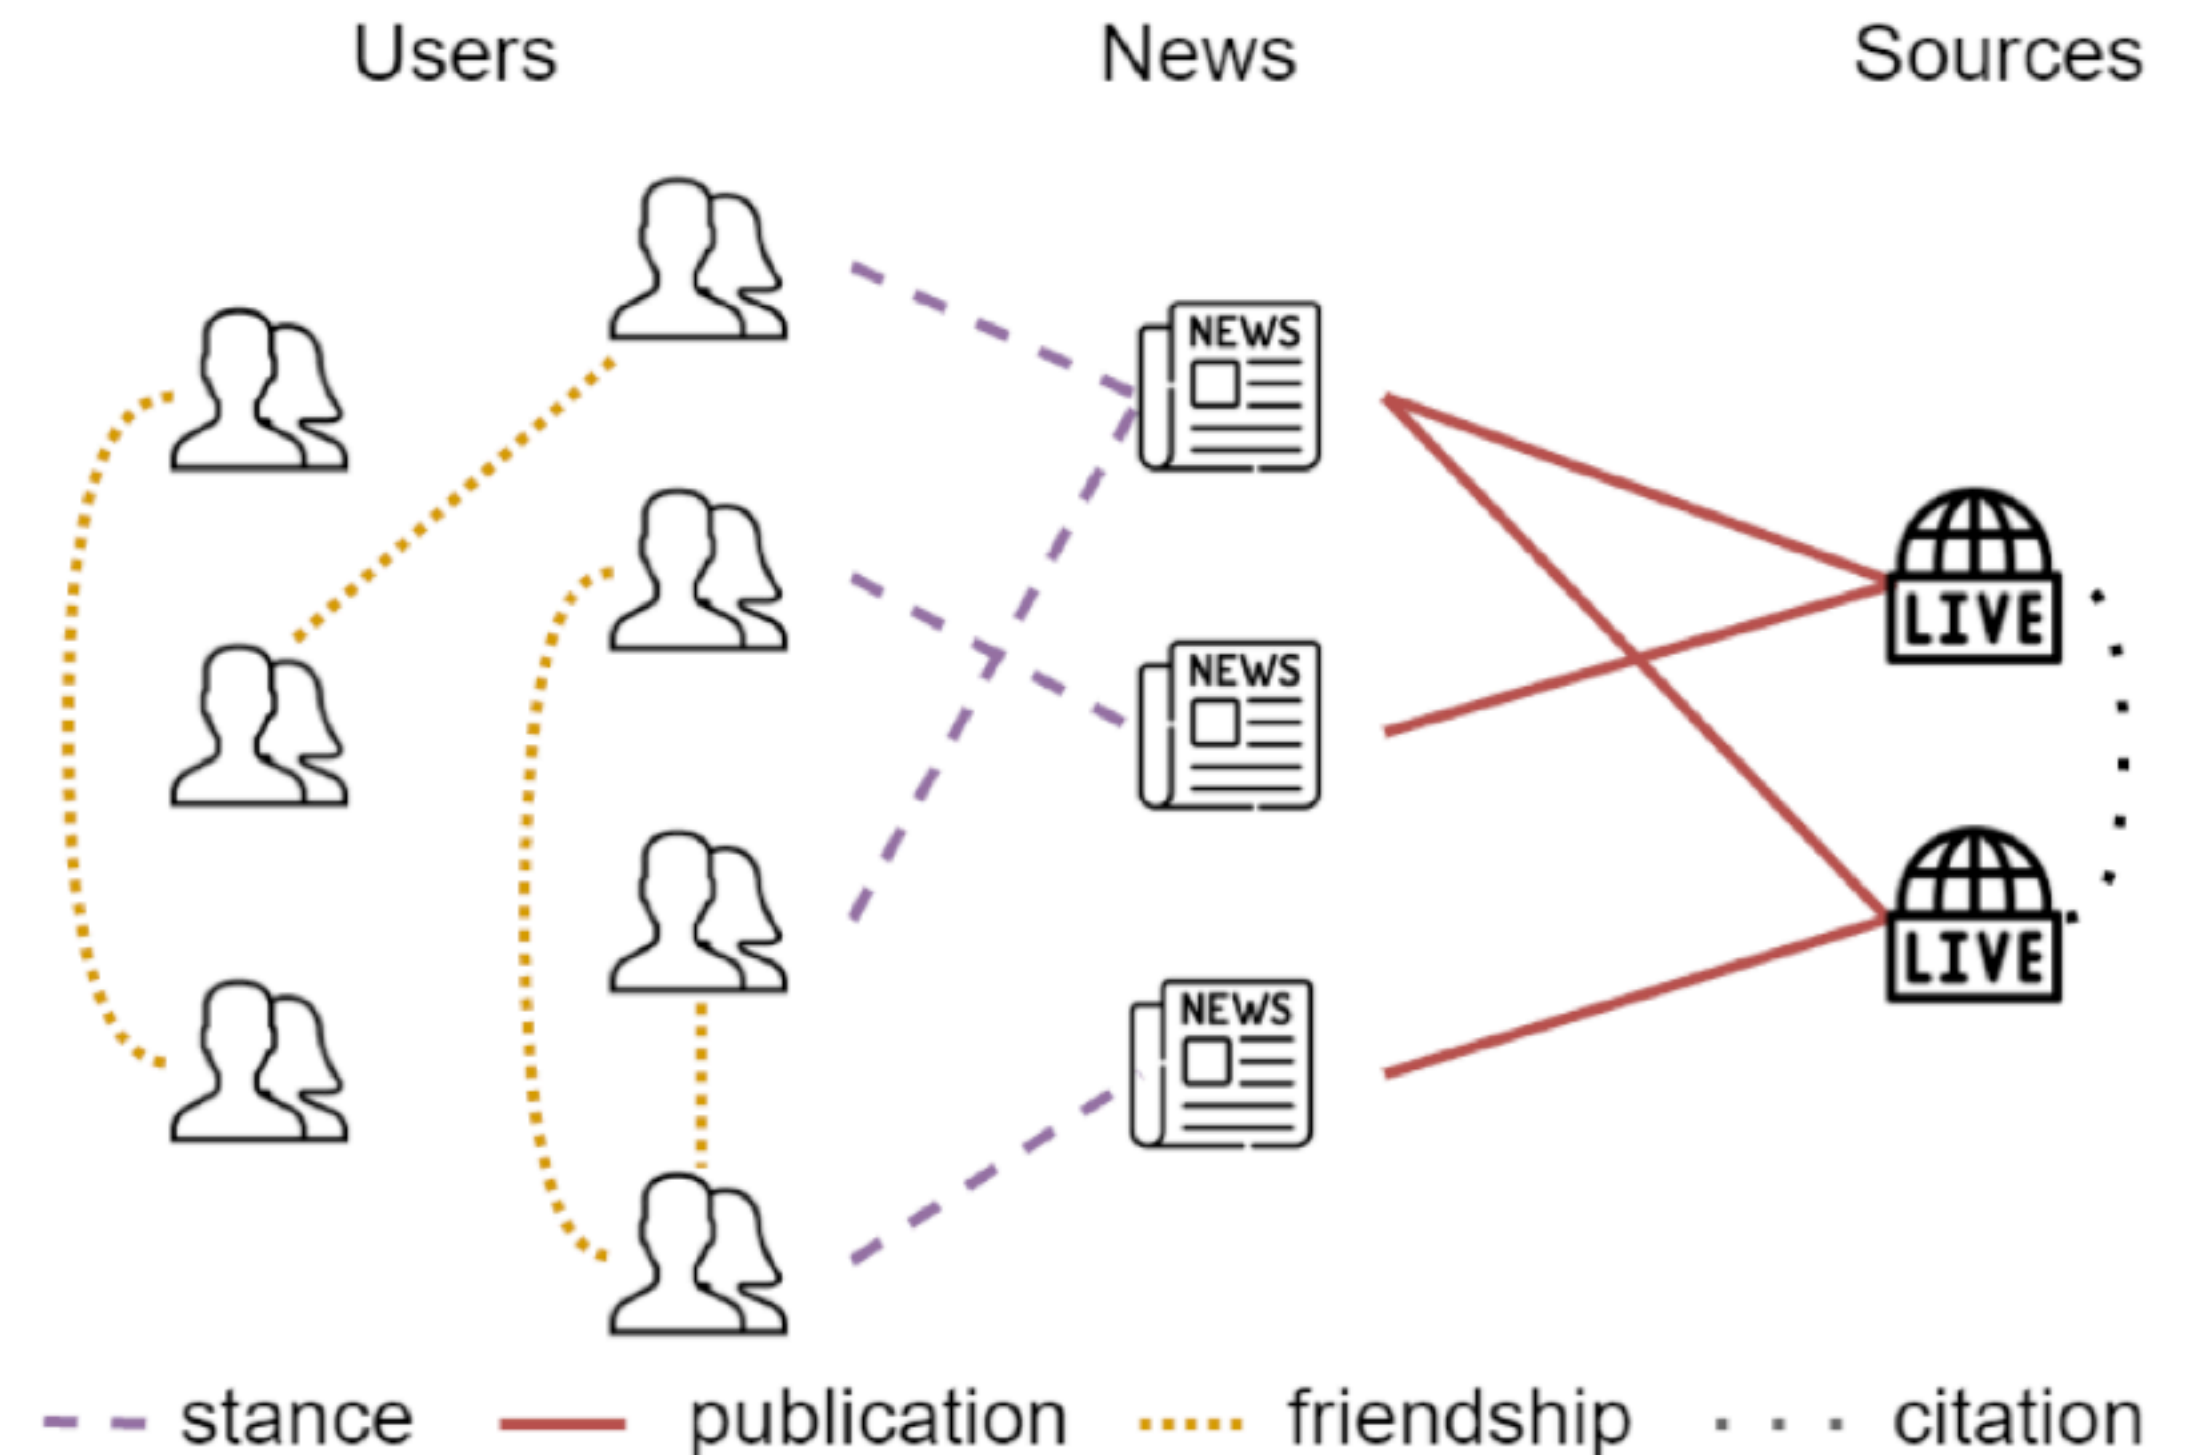 Users News Sources
NEWS
NEWS
LIVE
LIVE
NEWS
stance publication friendship citation